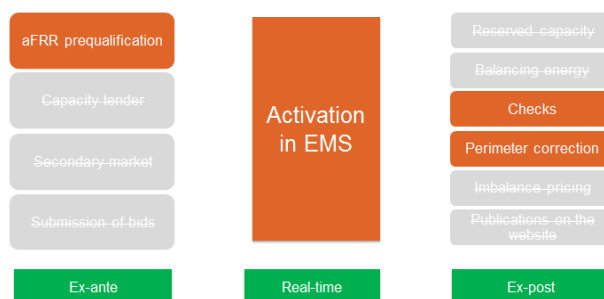 aFRR prequalification
Capacity tender
Secondary market
Submission of bids
Ex-ante
Activation
in EMS
Real-time
Reserved capacity
Balancing energy
Checks
Perimeter correction
Imbalance pricing
Publications on the
website
Ex-post